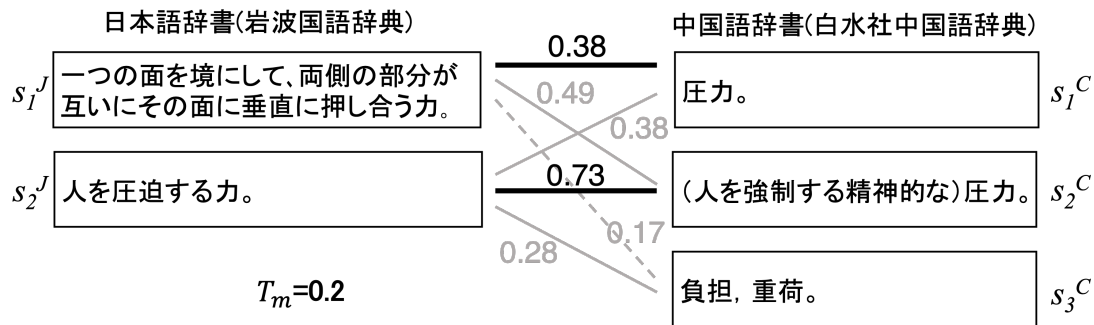 日本語辞書(岩波国語辞典)
中国語辞書(白水社中国語辞典)
s₁ᴶ
一つの面を境にして、両側の部分が
互いにその面に垂直に押し合う力。
0.38
0.49
0.38
圧力。
s₁ᶜ
s₂ᴶ
人を圧迫する力。
0.73
(人を強制する精神的な)圧力。
s₂ᶜ
0.17
0.28
Tₘ=0.2
負担，重荷。
s₃ᶜ